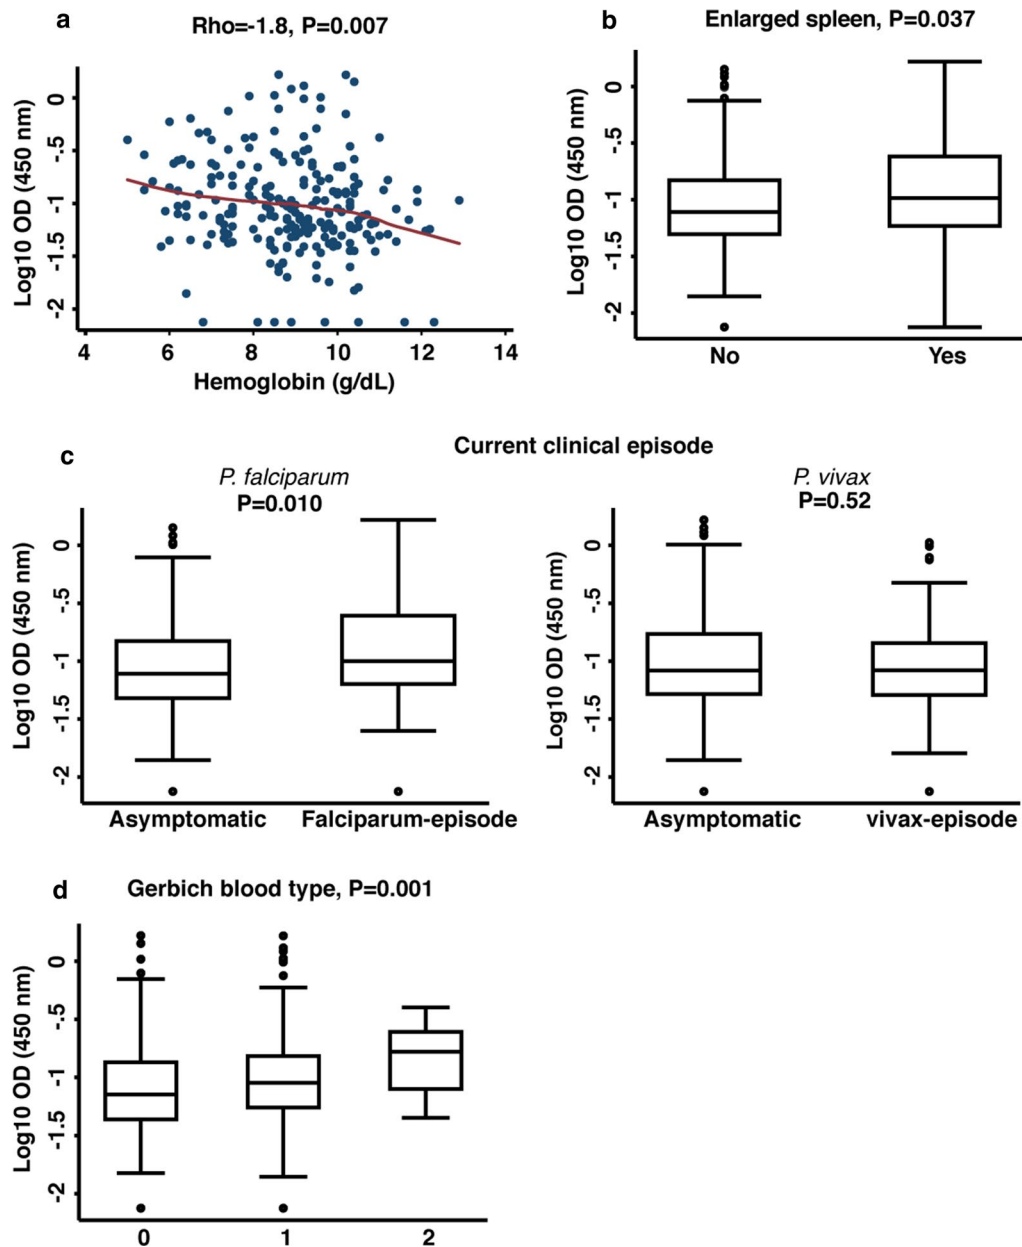 a
Rho=-1.8, P=0.007
Log10 OD (450 nm)
0
-.5
-1
-1.5
-2
4 6 8 10 12 14
Hemoglobin (g/dL)
b
Enlarged spleen, P=0.037
Log10 OD (450 nm)
0
-.5
-1
-1.5
-2
No Yes
c
Current clinical episode
P. falciparum
P=0.010
Log10 OD (450 nm)
0
-.5
-1
-1.5
-2
Asymptomatic Falciparum-episode
P. vivax
P=0.52
Log10 OD (450 nm)
0
-.5
-1
-1.5
-2
Asymptomatic vivax-episode
d
Gerbich blood type, P=0.001
Log10 OD (450 nm)
0
-.5
-1
-1.5
-2
0 1 2